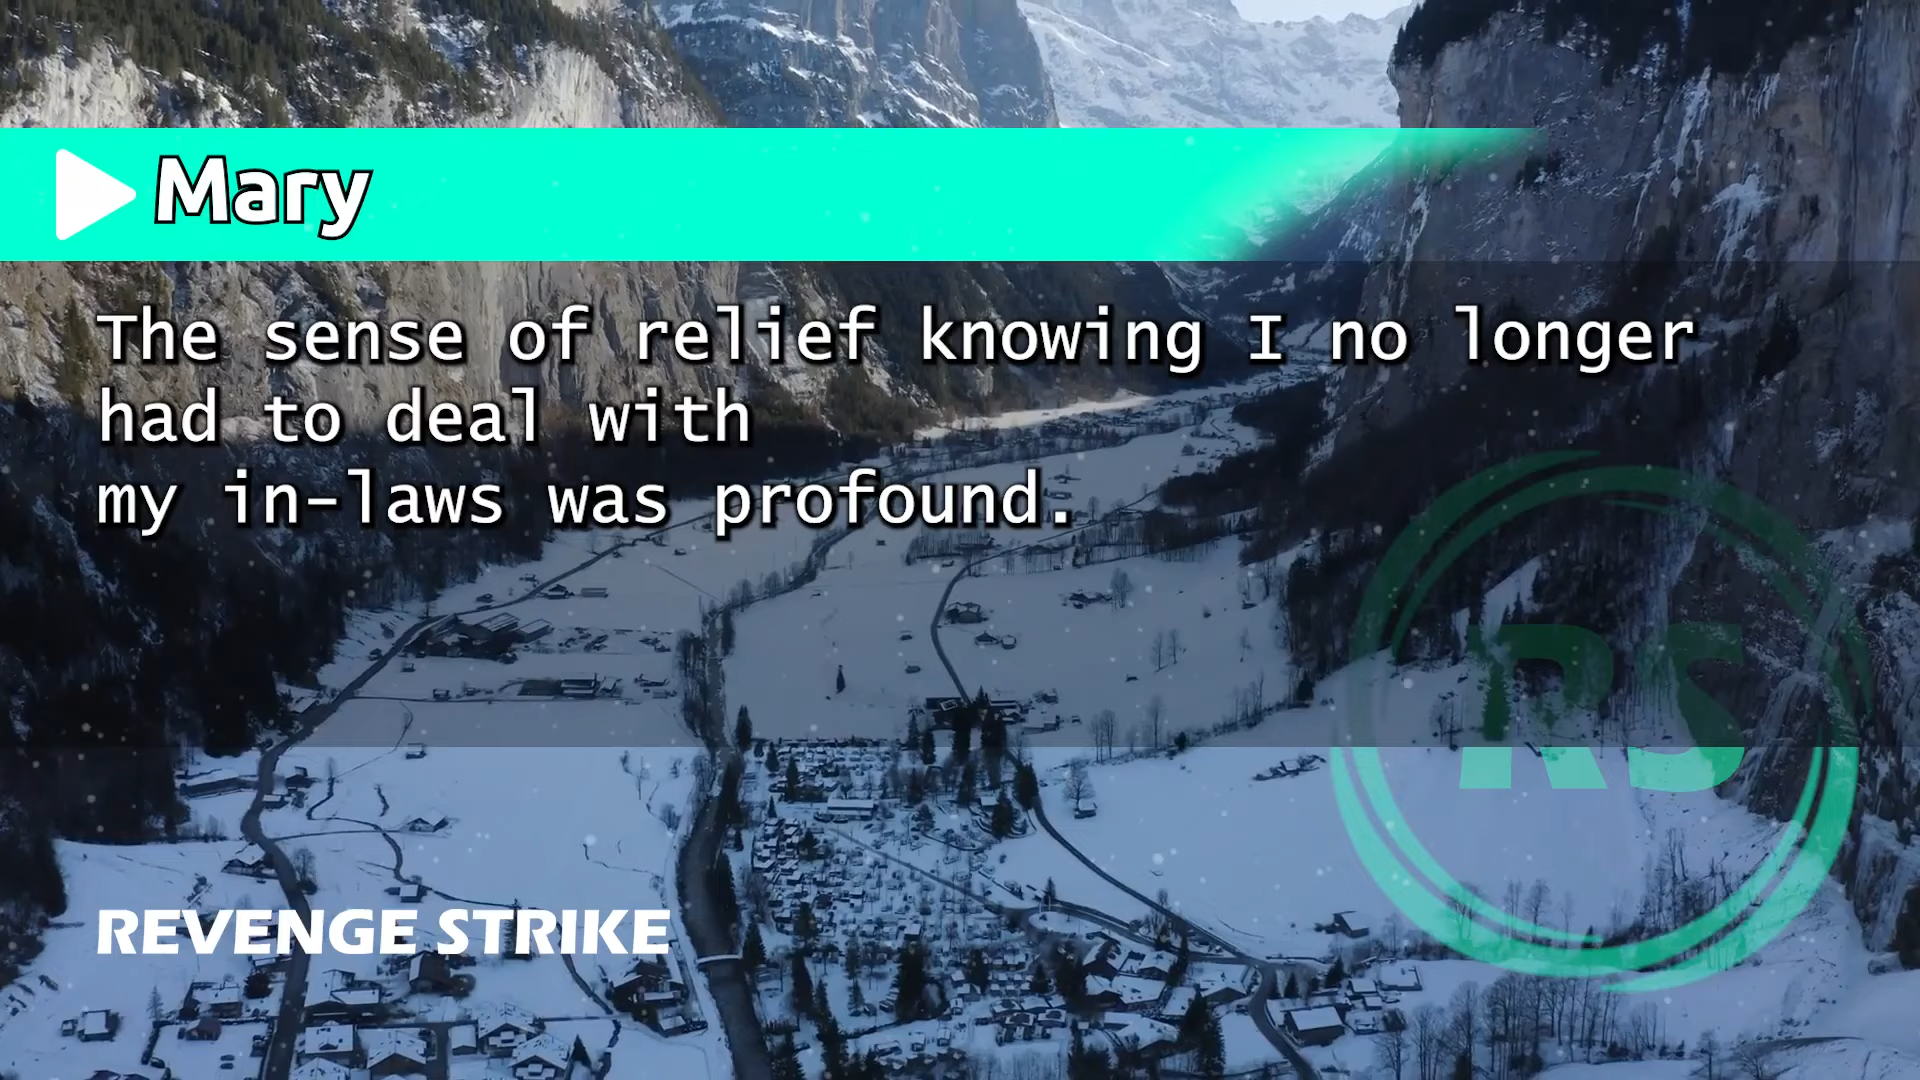 Mary
The sense of relief knowing I no longer
had to deal with
my in-laws was profound.
RS
REVENGE STRIKE